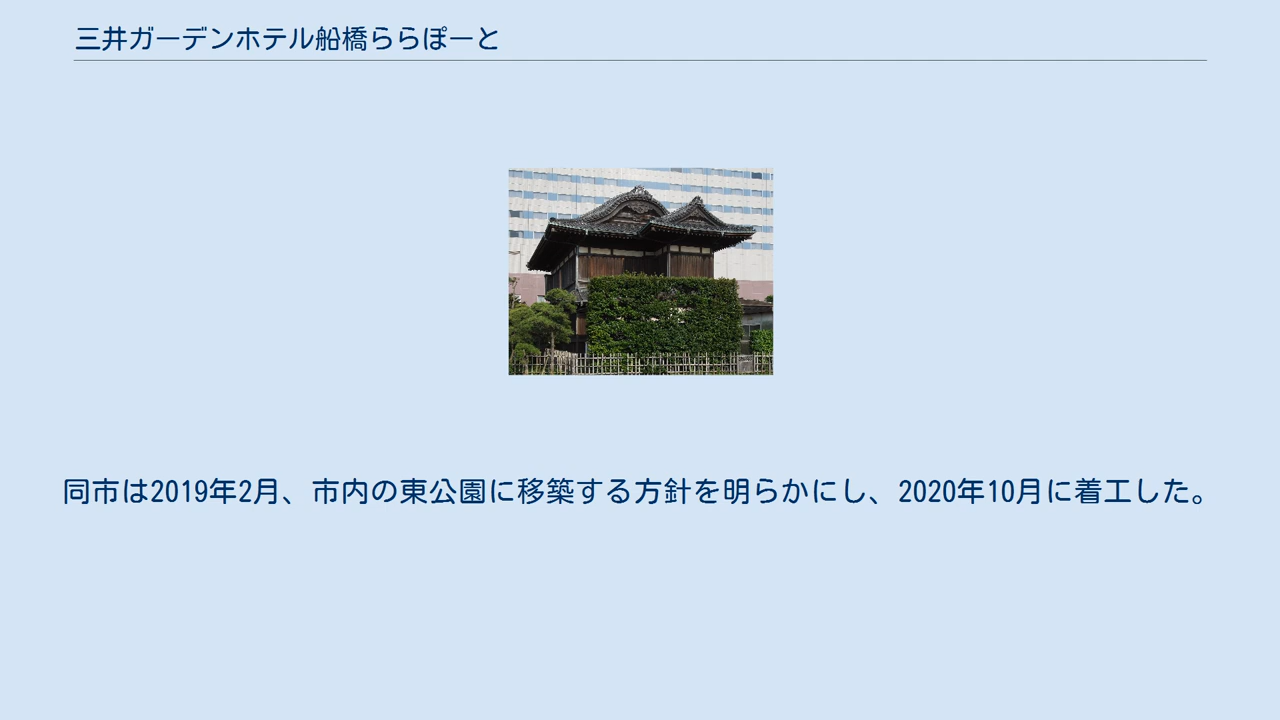 三井ガーデンホテル船橋ららぽーと
同市は2019年2月、市内の東公園に移築する方針を明らかにし、2020年10月に着工した。